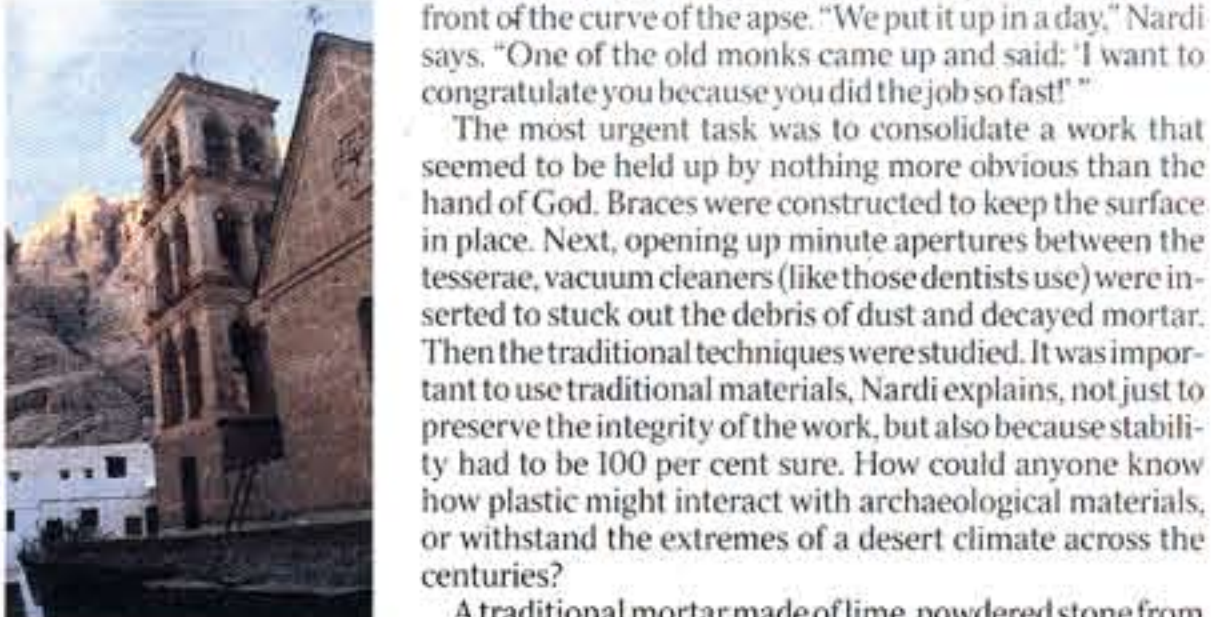 front of the curve of the apse. “We put it up in a day,” Nardi
says. “One of the old monks came up and said: ‘I want to
congratulate you because you did the job so fast!’ ”
The most urgent task was to consolidate a work that
seemed to be held up by nothing more obvious than the
hand of God. Braces were constructed to keep the surface
in place. Next, opening up minute apertures between the
tesserae, vacuum cleaners (like those dentists use) were in-
serted to stuck out the debris of dust and decayed mortar.
Then the traditional techniques were studied. It was impor-
tant to use traditional materials, Nardi explains, not just to
preserve the integrity of the work, but also because stabili-
ty had to be 100 per cent sure. How could anyone know
how plastic might interact with archaeological materials,
or withstand the extremes of a desert climate across the
centuries?
A traditional mortar made of lime, powdered stone from